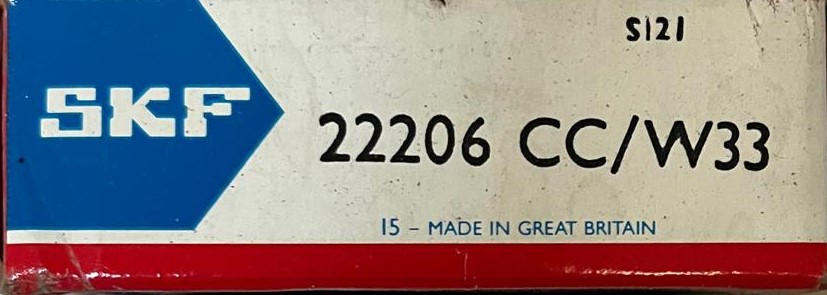 S121
SKF
22206 CC/W33
15 – MADE IN GREAT BRITAIN